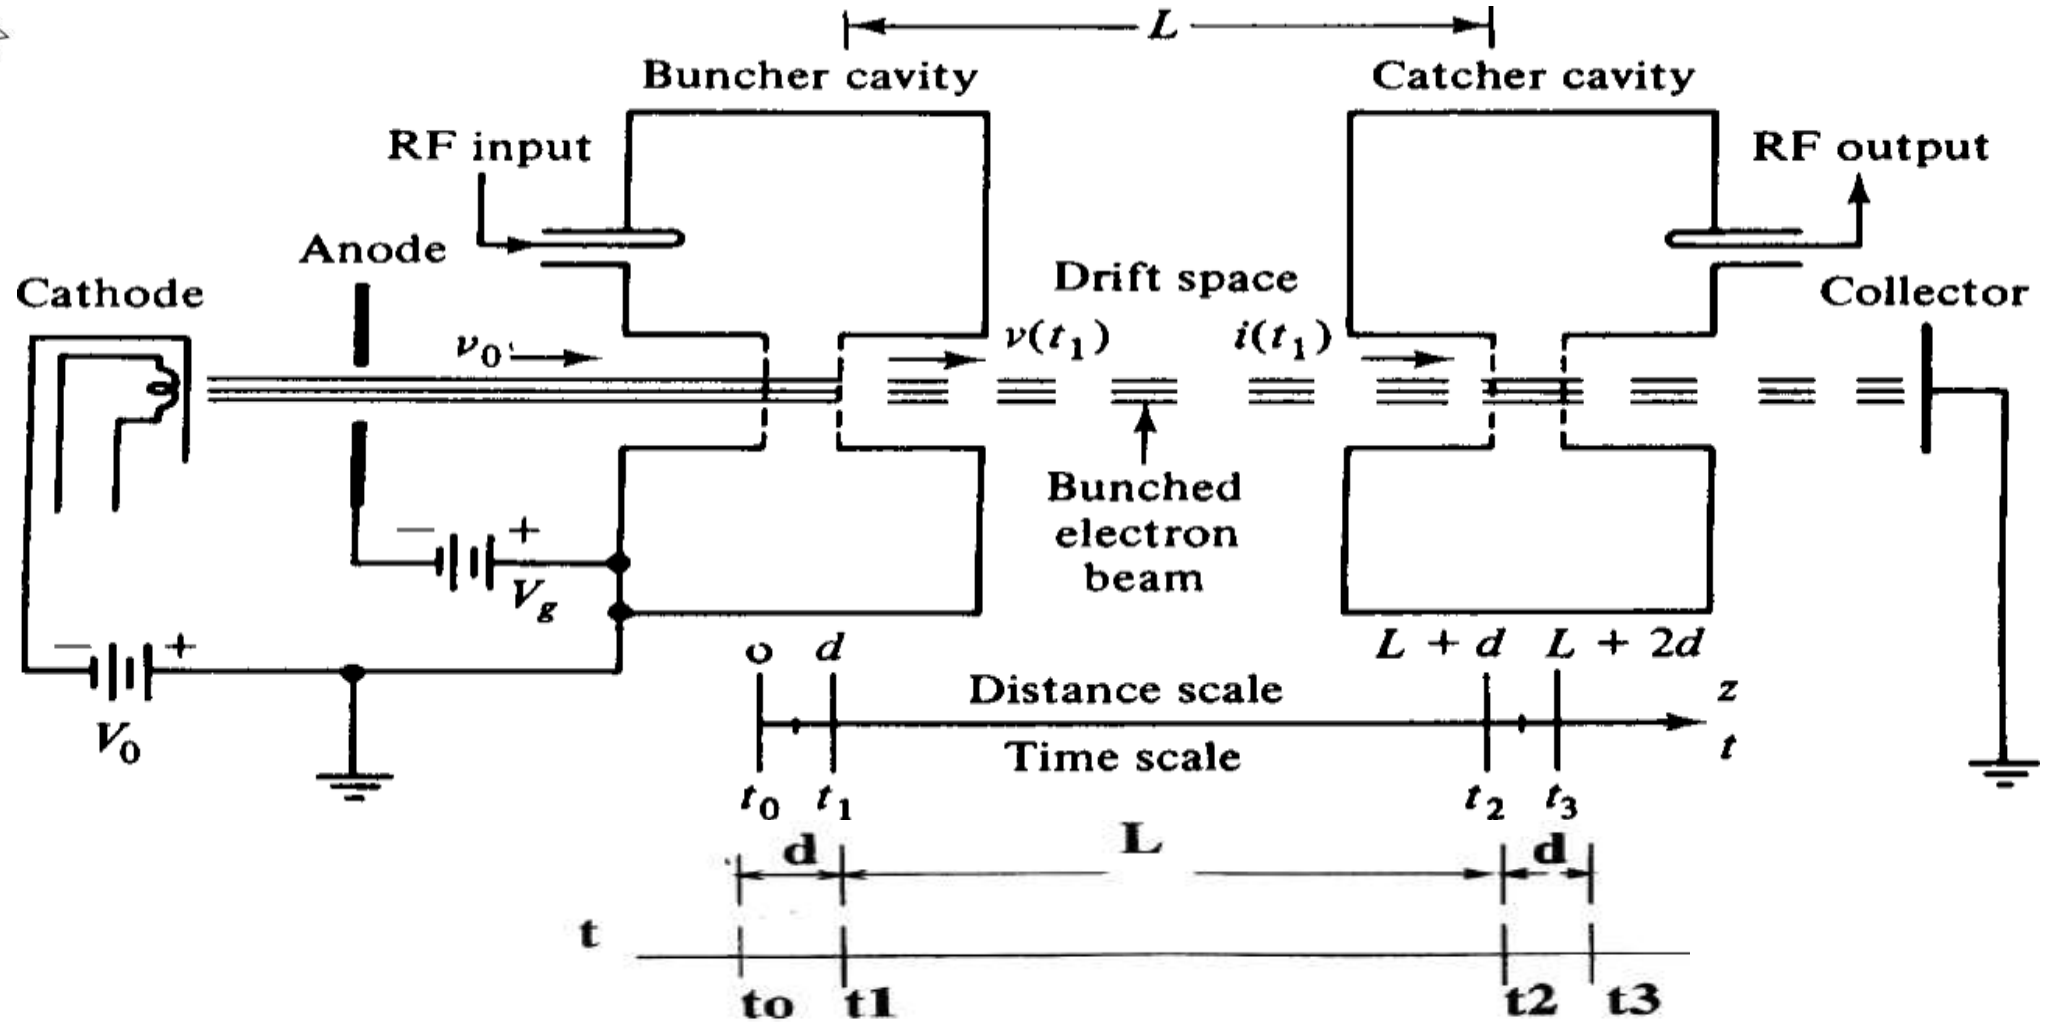 L
Buncher cavity
Catcher cavity
RF input
RF output
Anode
Drift space
Cathode
Collector
v0
v(t1)
i(t1)
Bunched
electron
beam
− +
Vg
− +
V0
o d
L + d L + 2d
Distance scale
z
Time scale
t
t0 t1
t2 t3
d
L
d
t
to t1
t2 t3